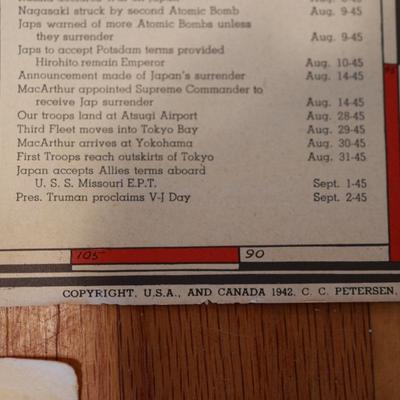 Nagasaki struck by second Atomic Bomb Aug. 9-45
Japs warned of more Atomic Bombs unless
they surrender Aug. 9-45
Japs to accept Potsdam terms provided
Hirohito remain Emperor Aug. 10-45
Announcement made of Japan's surrender Aug. 14-45
MacArthur appointed Supreme Commander to
receive Jap surrender Aug. 14-45
Our troops land at Atsugi Airport Aug. 28-45
Third Fleet moves into Tokyo Bay Aug. 29-45
MacArthur arrives at Yokohama Aug. 30-45
First Troops reach outskirts of Tokyo Aug. 31-45
Japan accepts Allies terms aboard
U. S. S. Missouri E.P.T. Sept. 1-45
Pres. Truman proclaims V-J Day Sept. 2-45
105 90
COPYRIGHT, U.S.A., AND CANADA 1942, C. C. PETERSEN,